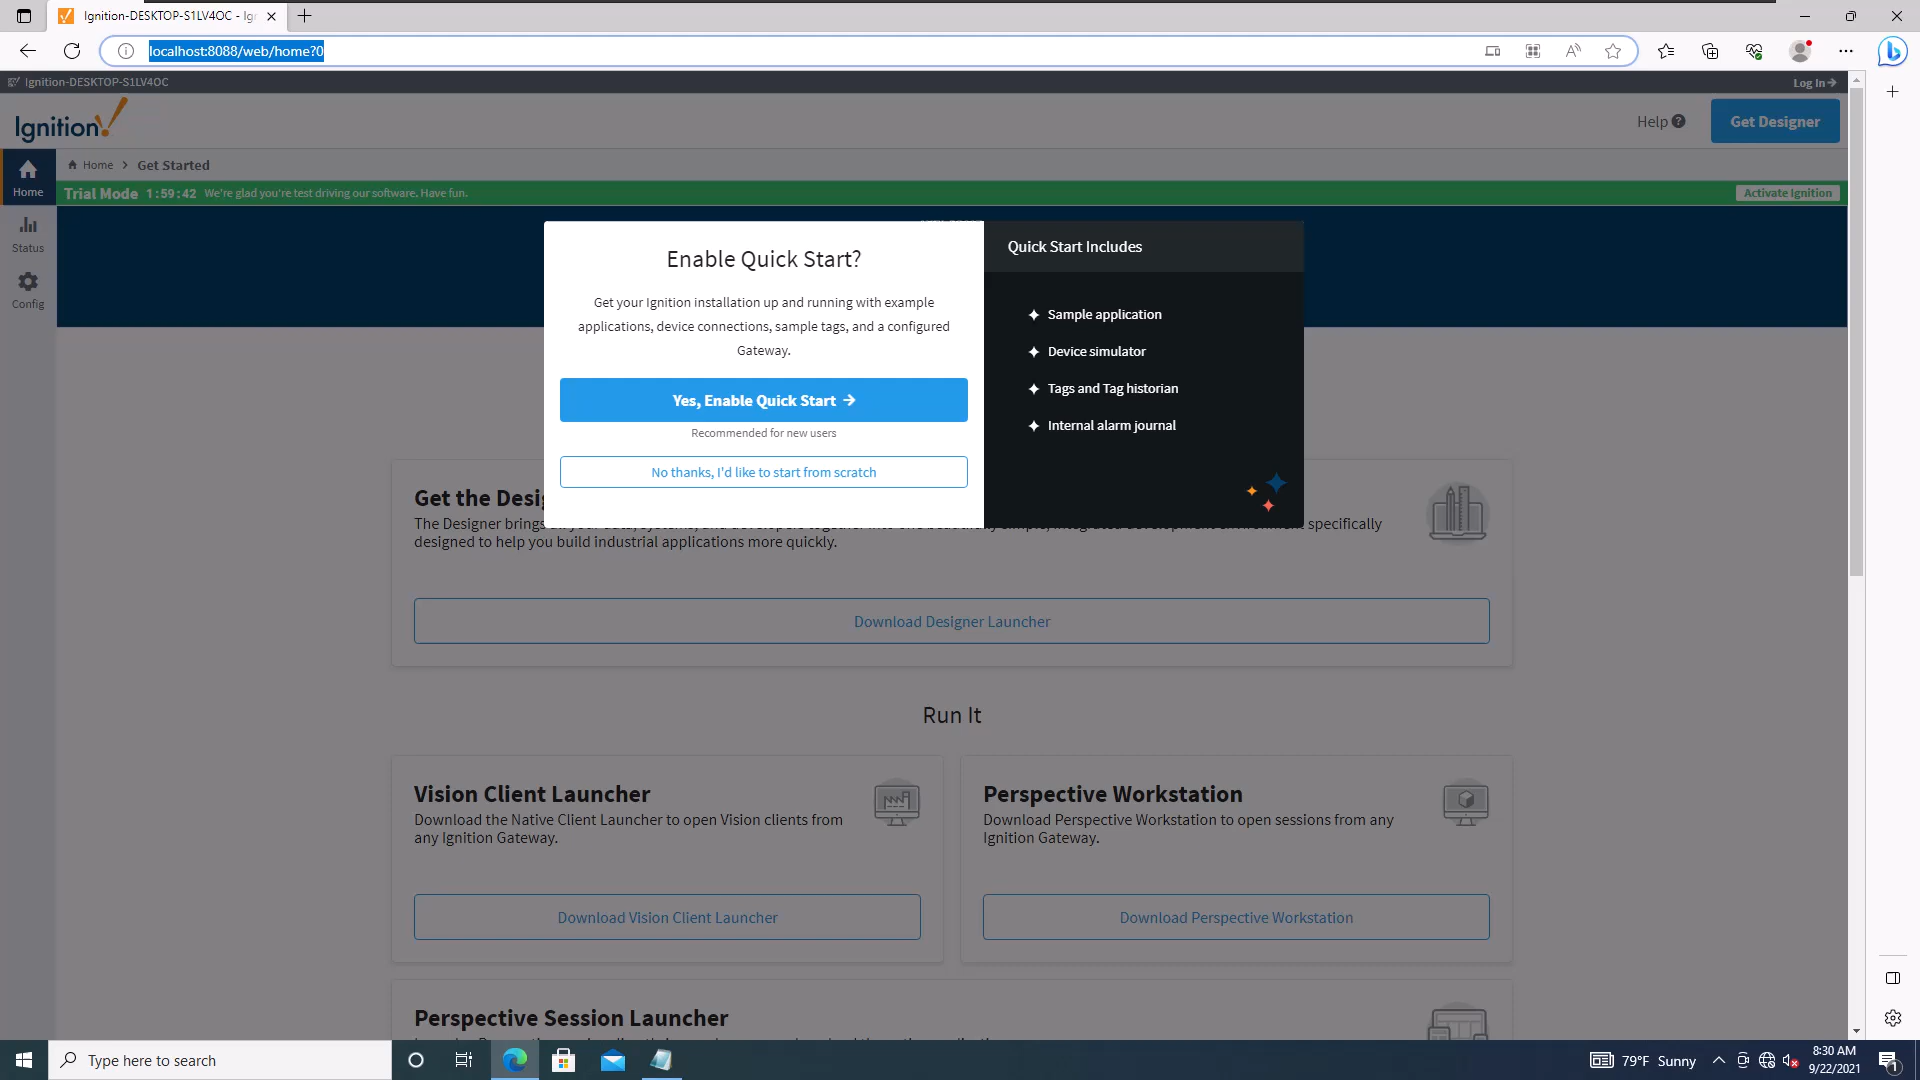 Ignition-DESKTOP-S1LV4OC - Ig
localhost:8088/web/home?0
Ignition-DESKTOP-S1LV4OC
Log In
Ignition!
Help
Get Designer
Home
Home
Get Started
Trial Mode 1:59:42 We're glad you're test driving our software. Have fun.
Activate Ignition
Status
Config
Enable Quick Start?
Get your Ignition installation up and running with example
applications, device connections, sample tags, and a configured
Gateway.
Yes, Enable Quick Start
Recommended for new users
No thanks, I'd like to start from scratch
Quick Start Includes
Sample application
Device simulator
Tags and Tag historian
Internal alarm journal
Get the Desig
The Designer brings
specifically
designed to help you build industrial applications more quickly.
Download Designer Launcher
Run It
Vision Client Launcher
Download the Native Client Launcher to open Vision clients from
any Ignition Gateway.
Download Vision Client Launcher
Perspective Workstation
Download Perspective Workstation to open sessions from any
Ignition Gateway.
Download Perspective Workstation
Perspective Session Launcher
Type here to search
79°F Sunny
8:30 AM
9/22/2021
1